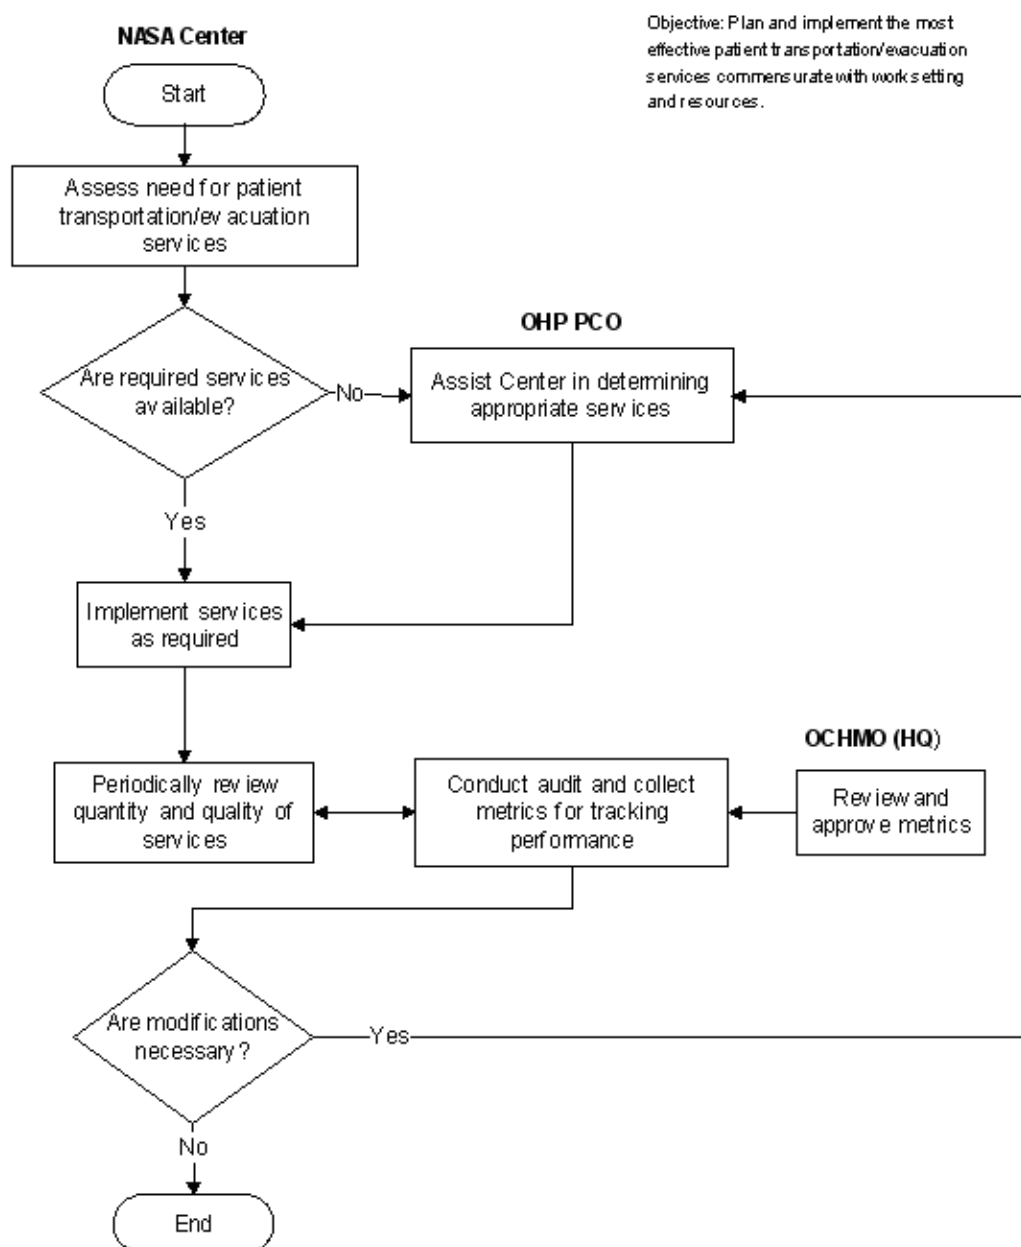 NASA Center
Objective: Plan and implement the most
effective patient transportation/evacuation
services commensurate with work setting
and resources.
Start
Assess need for patient
transportation/evacuation
services
OHP PCO
Are required services
available?
No
Assist Center in determining
appropriate services
Yes
Implement services
as required
OCHMO (HQ)
Periodically review
quantity and quality of
services
Conduct audit and collect
metrics for tracking
performance
Review and
approve metrics
Are modifications
necessary?
Yes
No
End